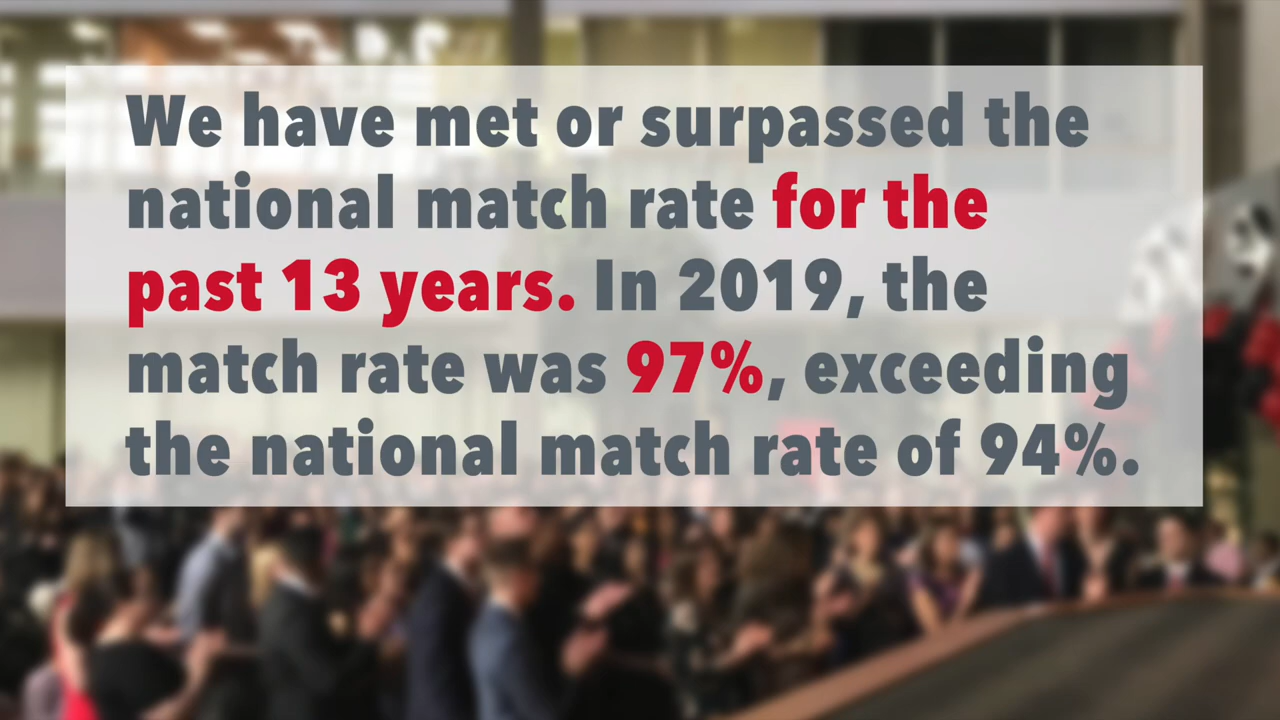 We have met or surpassed the
national match rate for the
past 13 years. In 2019, the
match rate was 97%, exceeding
the national match rate of 94%.